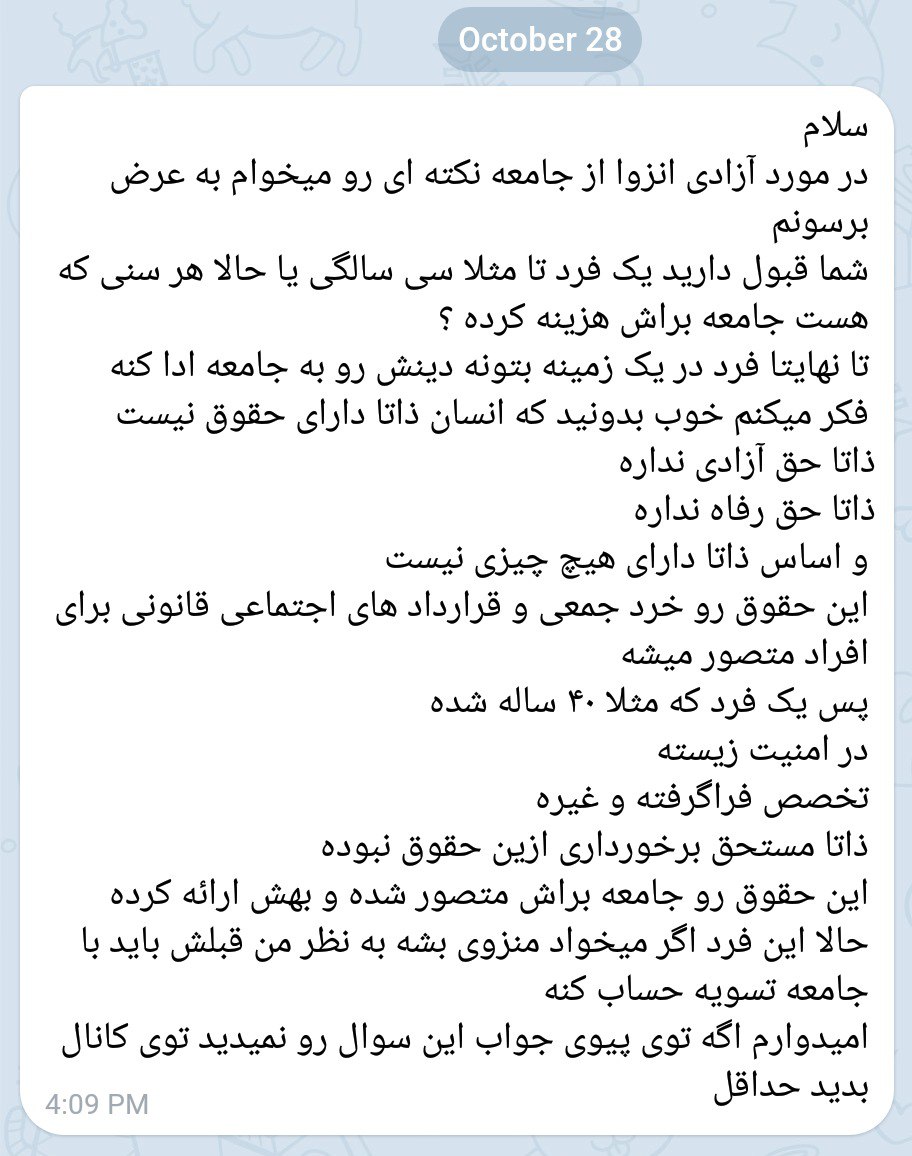 October 28
سلام
در مورد آزادی انزوا از جامعه نکته ای رو میخوام به عرض
برسونم
شما قبول دارید یک فرد تا مثلا سی سالگی یا حالا هر سنی که
هست جامعه براش هزینه کرده ؟
تا نهایتا فرد در یک زمینه بتونه دینش رو به جامعه ادا کنه
فکر میکنم خوب بدونید که انسان ذاتا دارای حقوق نیست
ذاتا حق آزادی نداره
ذاتا حق رفاه نداره
و اساس ذاتا دارای هیچ چیزی نیست
این حقوق رو خرد جمعی و قرارداد های اجتماعی قانونی برای
افراد متصور میشه
پس یک فرد که مثلا ۴۰ ساله شده
در امنیت زیسته
تخصص فراگرفته و غیره
ذاتا مستحق برخورداری ازین حقوق نبوده
این حقوق رو جامعه براش متصور شده و بهش ارائه کرده
حالا این فرد اگر میخواد منزوی بشه به نظر من قبلش باید با
جامعه تسویه حساب کنه
امیدوارم اگه توی پیوی جواب این سوال رو نمیدید توی کانال
بدید حداقل
4:09 PM